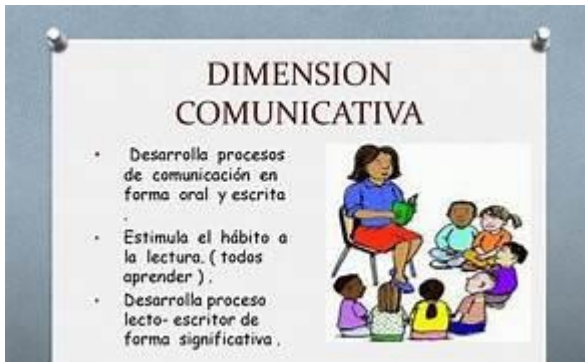 DIMENSION
COMUNICATIVA
• Desarrolla procesos
de comunicación en
forma oral y escrita
.
• Estimula el hábito a
la lectura. ( todos
aprender ) .
• Desarrolla proceso
lecto- escritor de
forma significativa .